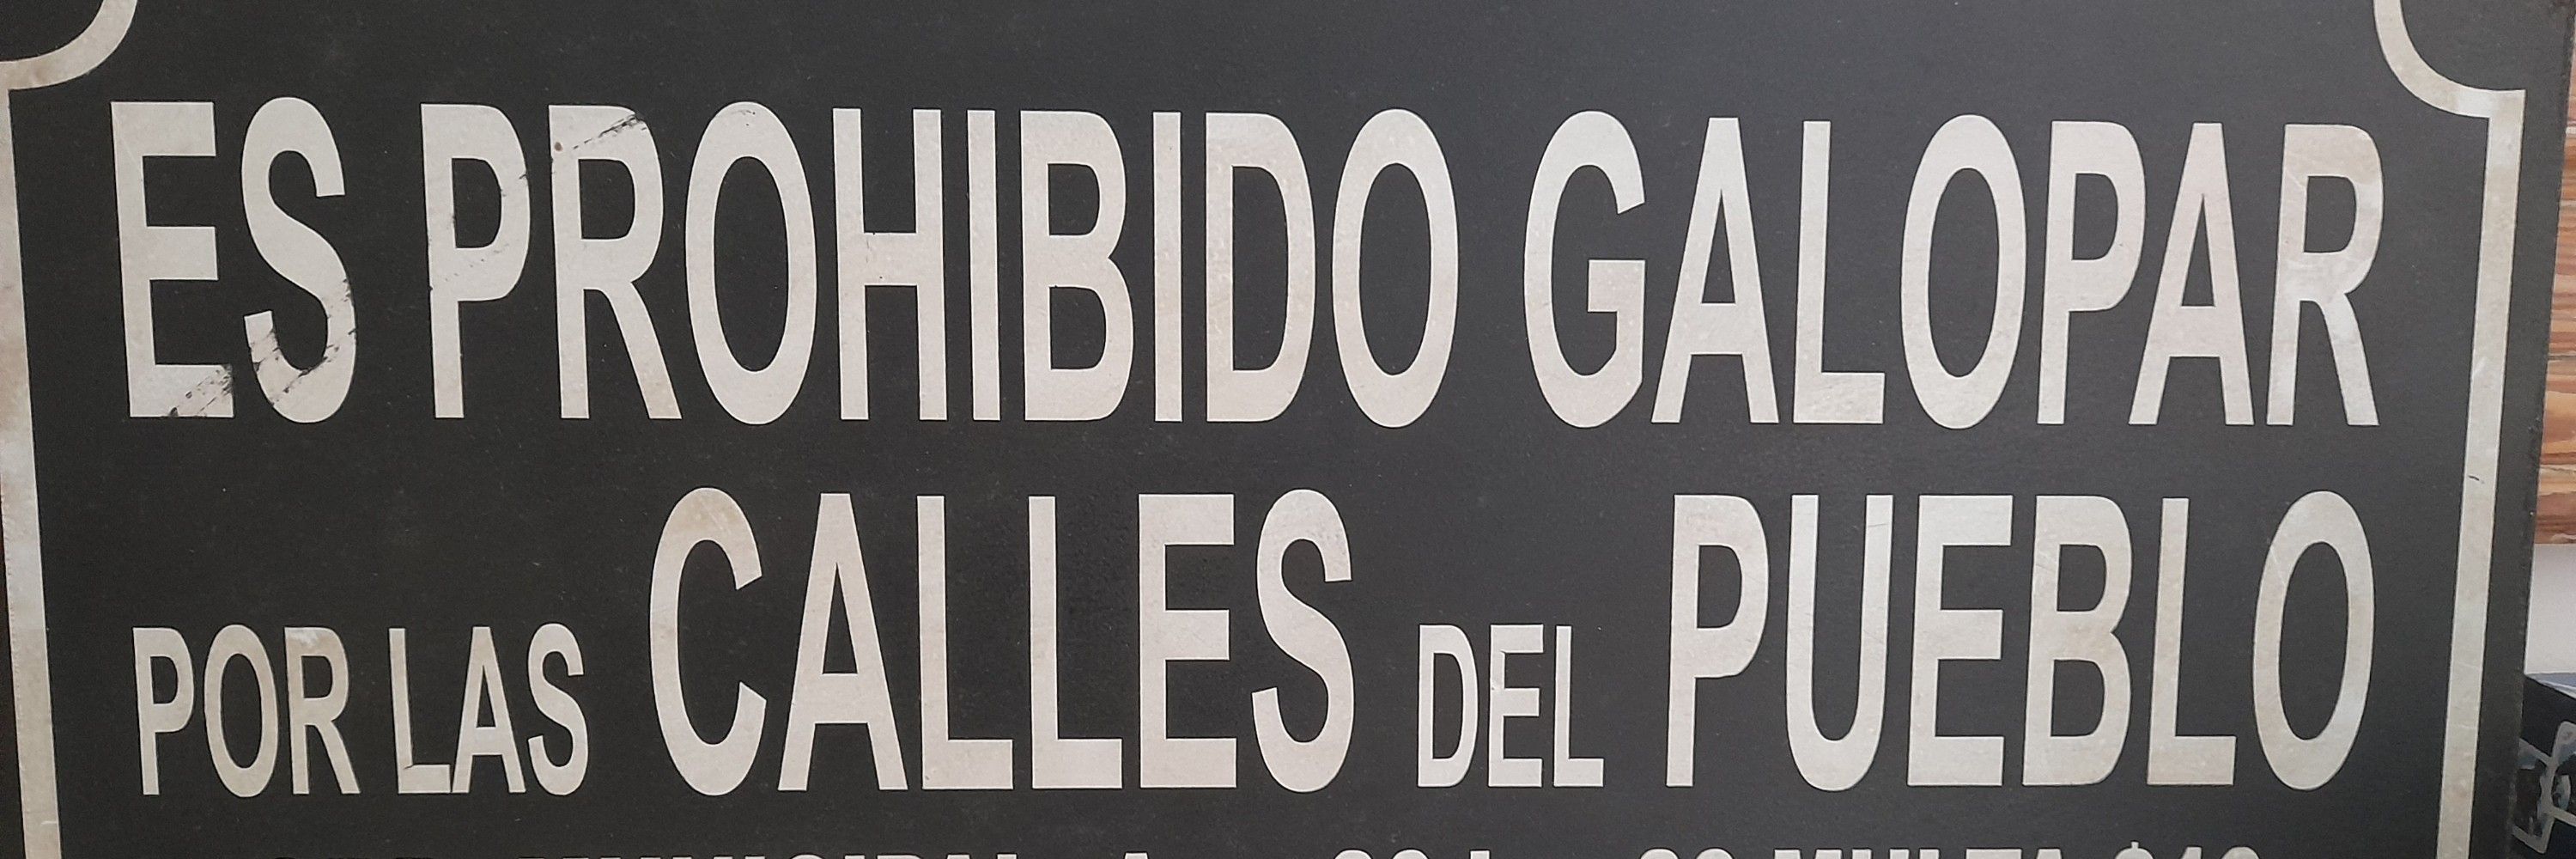 ES PROHIBIDO GALOPAR
POR LAS CALLES DEL PUEBLO